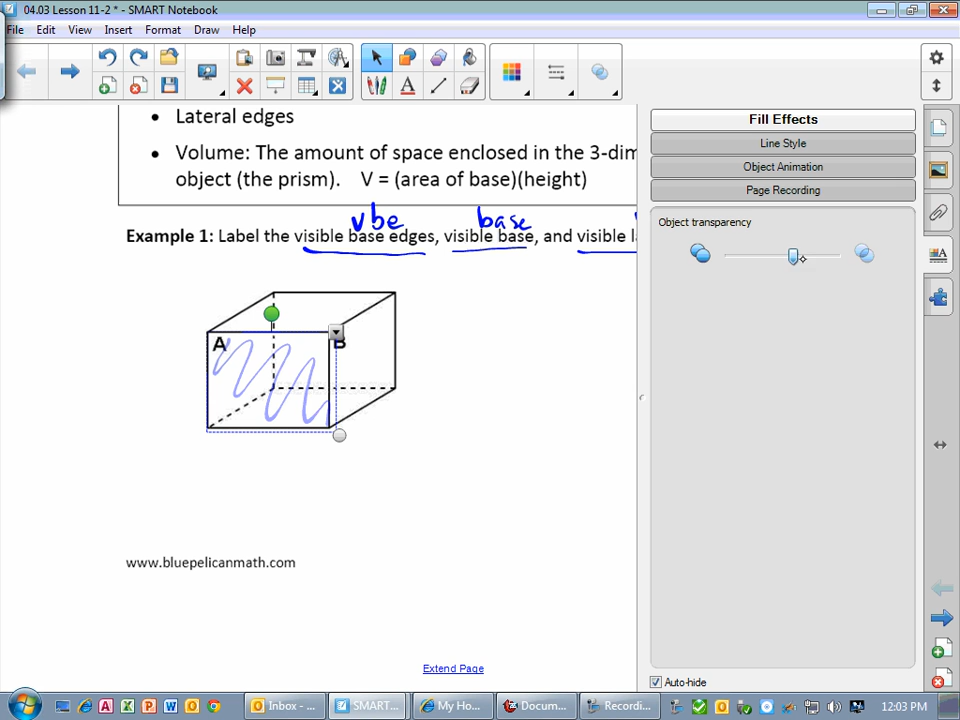 04.03 Lesson 11-2 * - SMART Notebook
File Edit View Insert Format Draw Help
Lateral edges
Volume: The amount of space enclosed in the 3-dim
object (the prism). V = (area of base)(height)
vbe base
Example 1: Label the visible base edges, visible base, and visible l
A B
www.bluepelicanmath.com
Extend Page
Fill Effects
Line Style
Object Animation
Page Recording
Object transparency
Auto-hide
Inbox - ... SMART... My Ho... Docum... Recordi... 12:03 PM